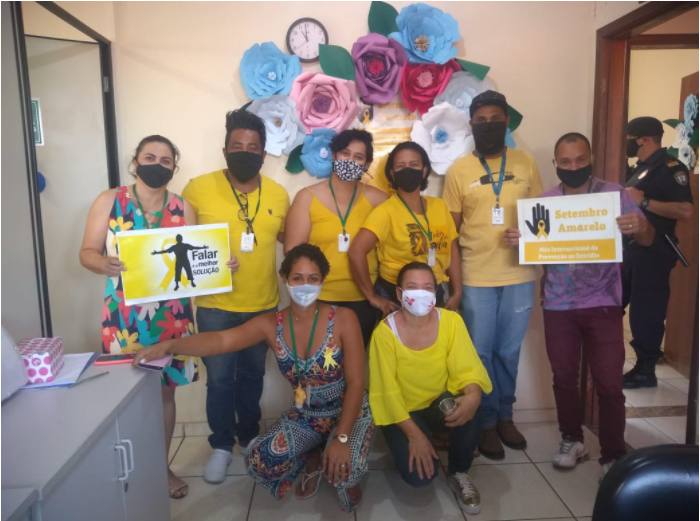 Falar
é a melhor
SOLUÇÃO
Setembro
Amarelo
Mês Internacional de
Prevenção ao Suicídio